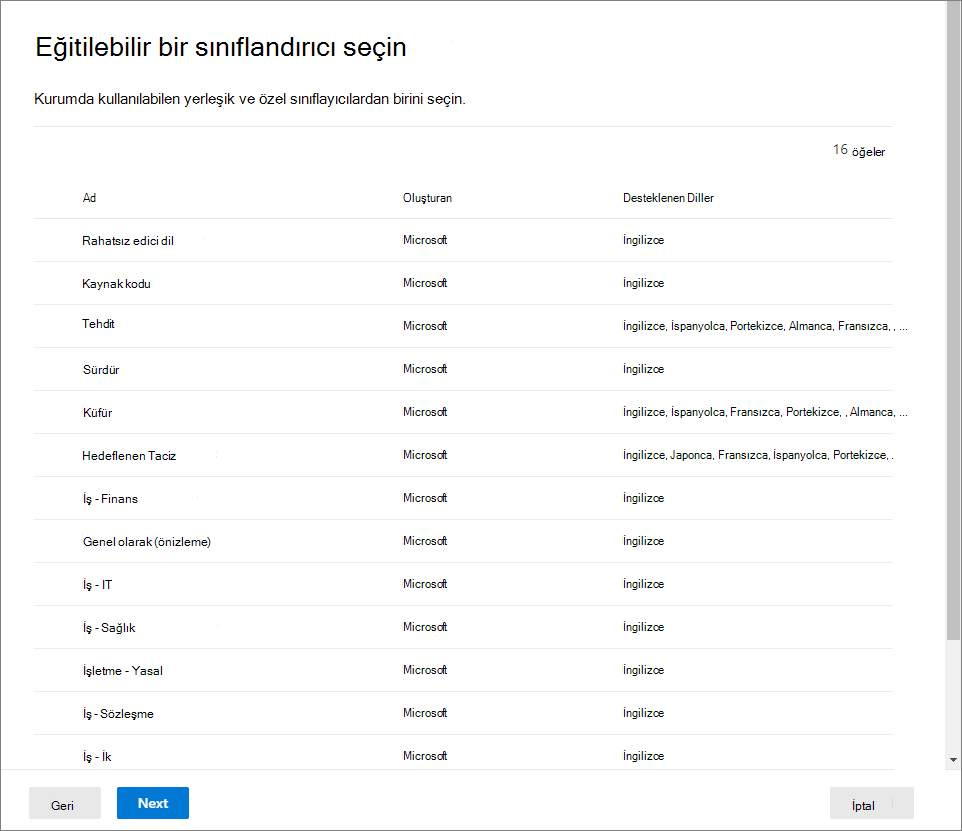 Eğitilebilir bir sınıflandırıcı seçin
Kurumda kullanılabilen yerleşik ve özel sınıflayıcılardan birini seçin.
16 öğeler
Ad Oluşturan Desteklenen Diller
Rahatsız edici dil Microsoft İngilizce
Kaynak kodu Microsoft İngilizce
Tehdit Microsoft İngilizce, İspanyolca, Portekizce, Almanca, Fransızca, , ...
Sürdür Microsoft İngilizce
Küfür Microsoft İngilizce, İspanyolca, Fransızca, Portekizce, , Almanca, ...
Hedeflenen Taciz Microsoft İngilizce, Japonca, Fransızca, İspanyolca, Portekizce, .
İş - Finans Microsoft İngilizce
Genel olarak (önizleme) Microsoft İngilizce
İş - IT Microsoft İngilizce
İş - Sağlık Microsoft İngilizce
İşletme - Yasal Microsoft İngilizce
İş - Sözleşme Microsoft İngilizce
İş - İk Microsoft İngilizce
Geri Next İptal